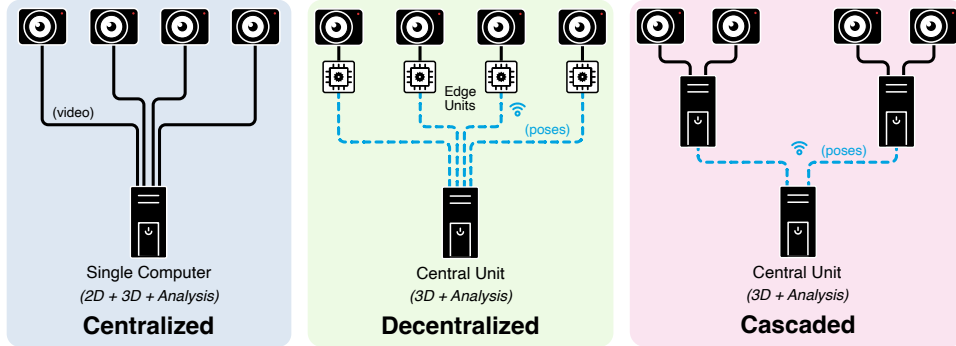 (video)
Single Computer
(2D + 3D + Analysis)
Centralized
Edge
Units
(poses)
Central Unit
(3D + Analysis)
Decentralized
(poses)
Central Unit
(3D + Analysis)
Cascaded